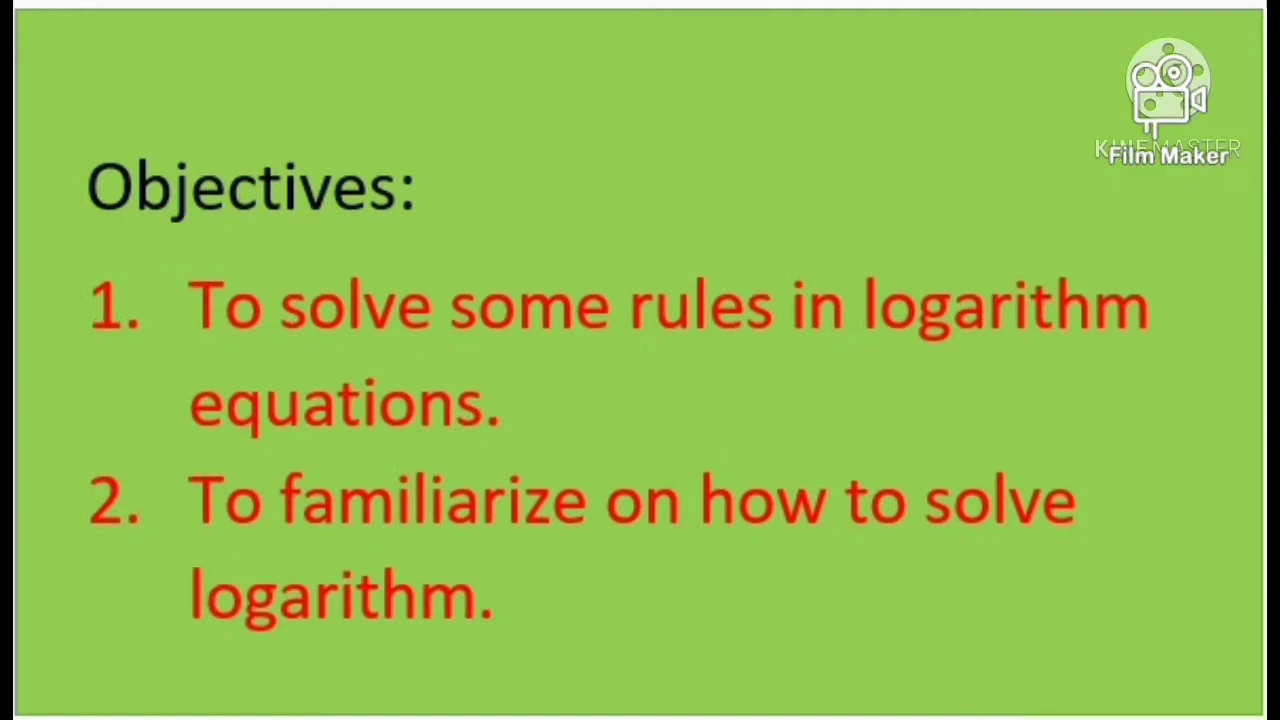 KINEMASTER
Film Maker
Objectives:
1. To solve some rules in logarithm
equations.
2. To familiarize on how to solve
logarithm.